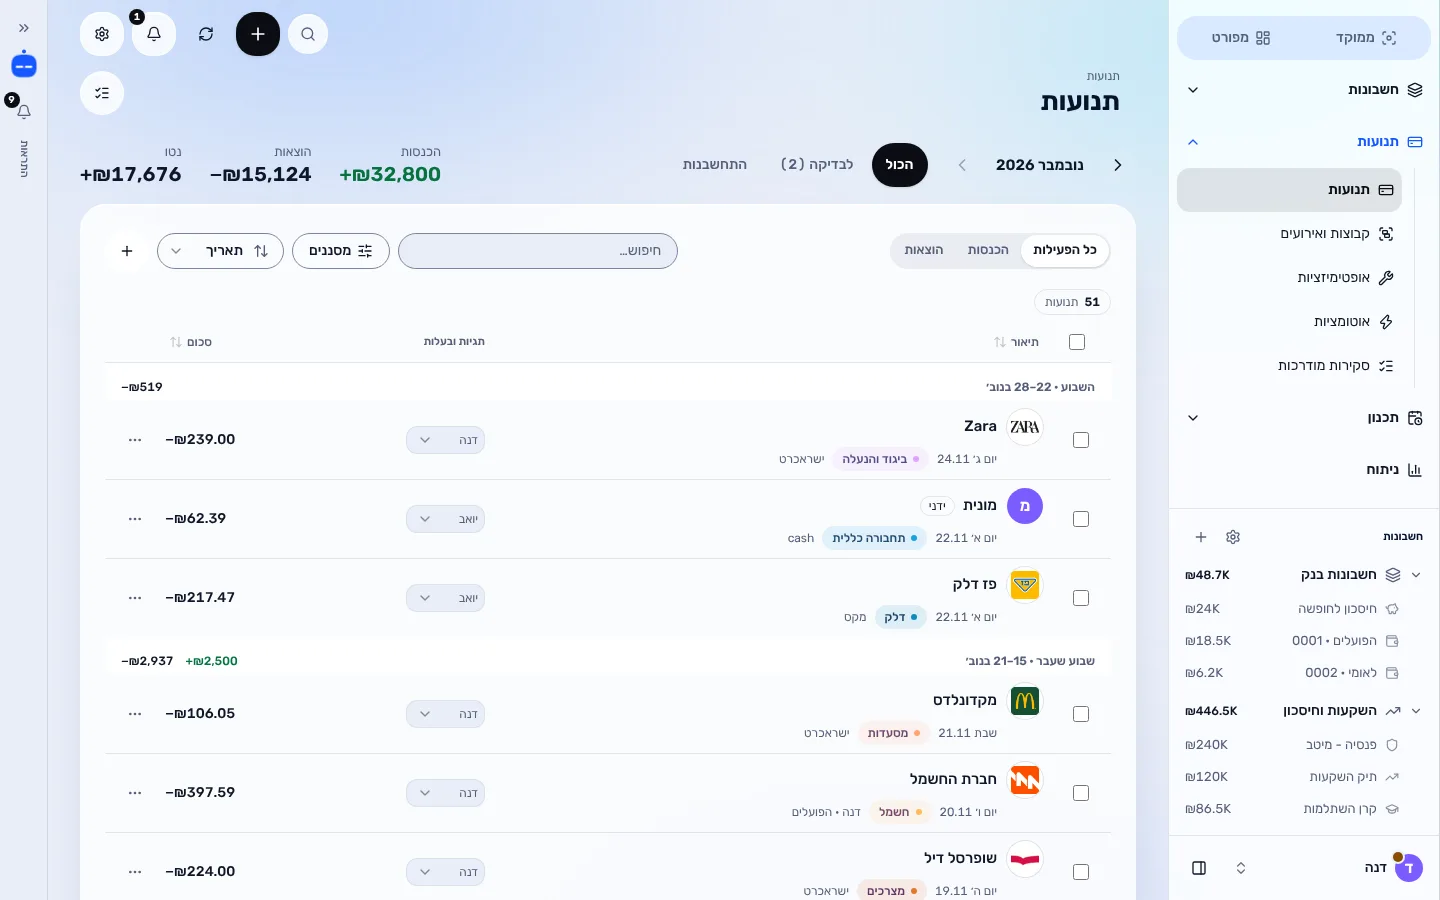 ממוקד
מפורט
חשבונות
תנועות
תנועות
קבוצות ואירועים
אופטימיזציות
אוטומציות
סקירות מודרכות
תכנון
ניתוח
חשבונות
חשבונות בנק ₪48.7K
חיסכון לחופשה ₪24K
הפועלים • 0001 ₪18.5K
לאומי • 0002 ₪6.2K
השקעות וחיסכון ₪446.5K
פנסיה - מיטב ₪240K
תיק השקעות ₪120K
קרן השתלמות ₪86.5K
ד דנה
1
תנועות
תנועות
נובמבר 2026
הכול
לבדיקה (2)
התחשבנות
הכנסות
+₪32,800
הוצאות
−₪15,124
נטו
+₪17,676
כל הפעילות
הכנסות
הוצאות
חיפוש...
מסננים
תאריך
51 תנועות
תיאור
תגיות ובעלות
סכום
השבוע • 22–28 בנוב׳ −₪519
ZARA
Zara
יום ג׳ 24.11 ביגוד והנעלה ישראכרט
דנה
−₪239.00
מ
מונית ידני
יום א׳ 22.11 תחבורה כללית cash
יואב
−₪62.39
פז
פז דלק
יום א׳ 22.11 דלק מקס
יואב
−₪217.47
שבוע שעבר • 15–21 בנוב׳ +₪2,500 −₪2,937
מקדונלדס
שבת 21.11 מסעדות ישראכרט
דנה
−₪106.05
חברת החשמל
יום ו׳ 20.11 חשמל דנה • הפועלים
דנה
−₪397.59
שופרסל דיל
יום ה׳ 19.11 מצרכים ישראכרט
דנה
−₪224.00
9
התראות